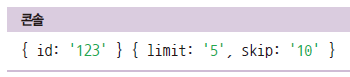 콘솔
{ id: '123' } { limit: '5', skip: '10' }